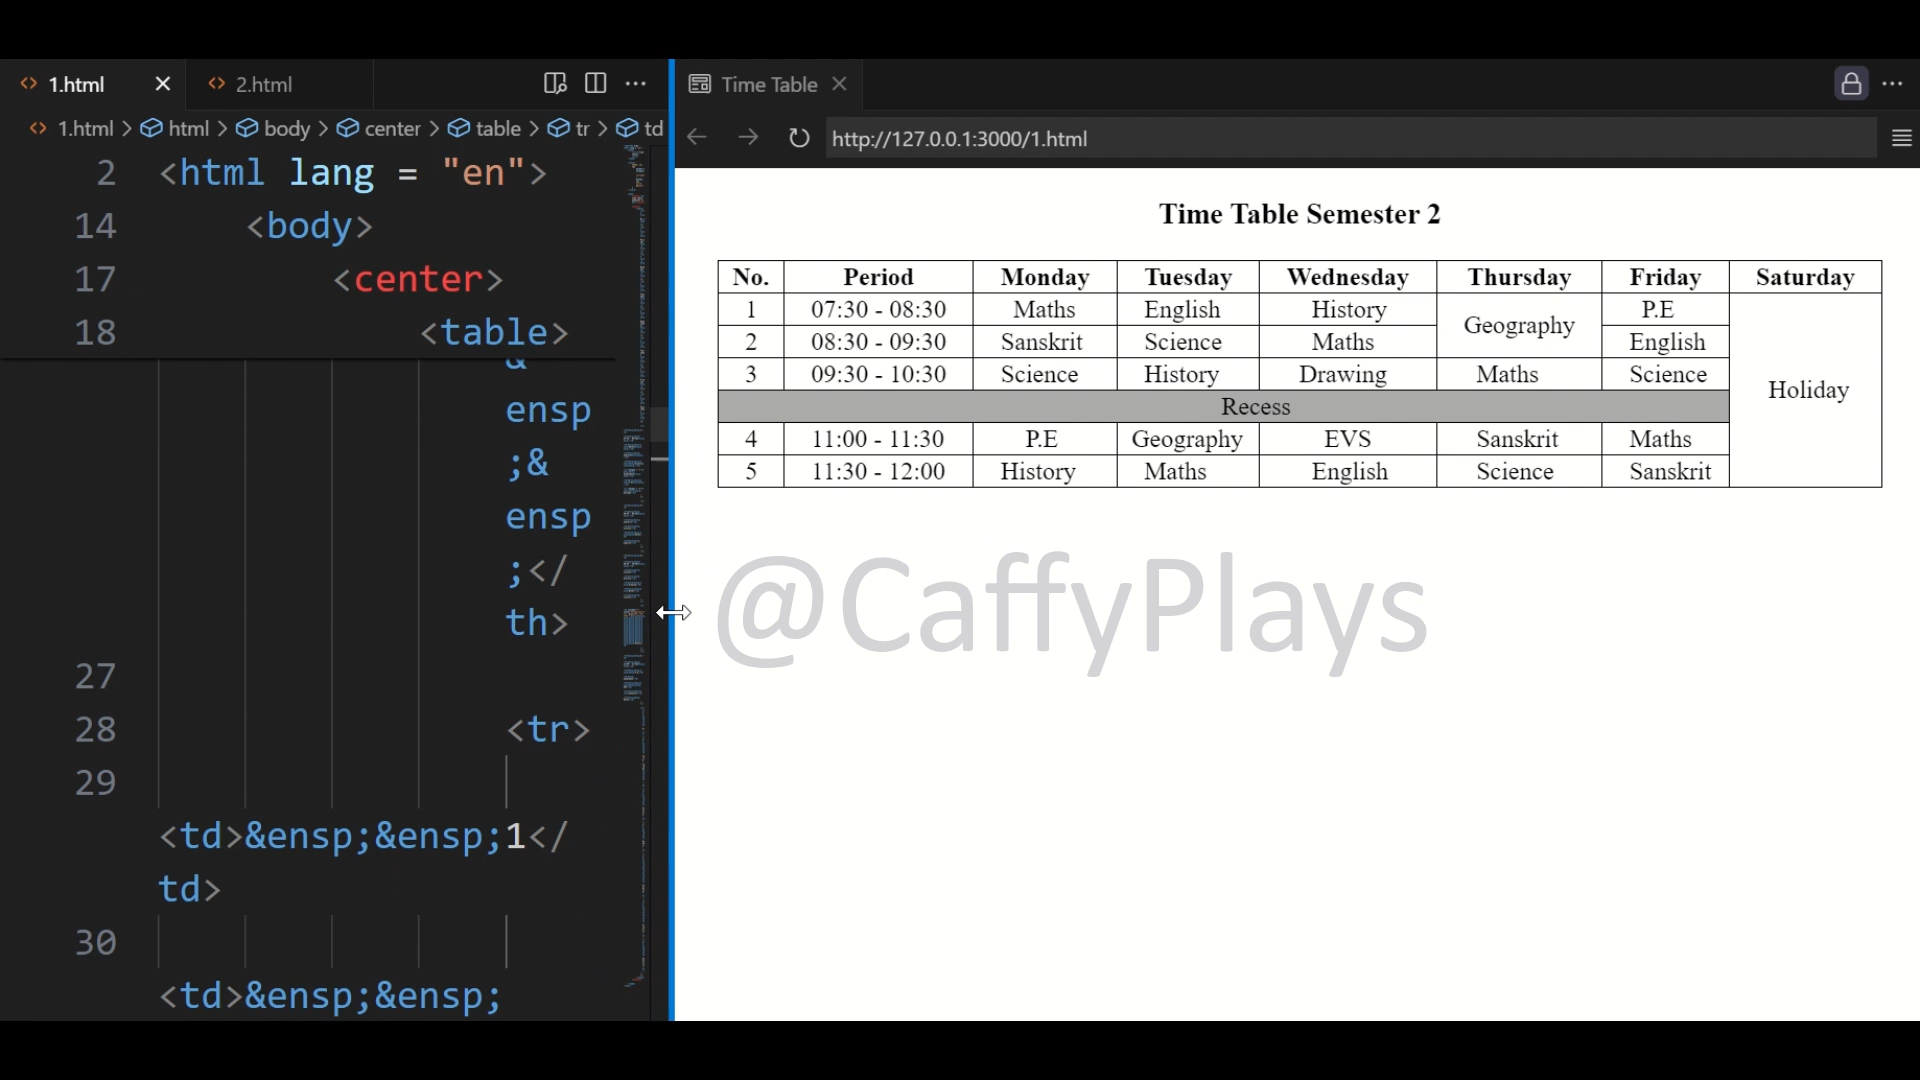 1.html
2.html
1.html > html > body > center > table > tr > td
2 <html lang = "en">
14 <body>
17 <center>
18 <table>
&
ensp
;&
ensp
;</
th>
27
28 <tr>
29
<td>&ensp;&ensp;1</
td>
30
<td>&ensp;&ensp;
Time Table
http://127.0.0.1:3000/1.html
Time Table Semester 2
No. Period Monday Tuesday Wednesday Thursday Friday Saturday
1 07:30 - 08:30 Maths English History Geography P.E Holiday
2 08:30 - 09:30 Sanskrit Science Maths English
3 09:30 - 10:30 Science History Drawing Maths Science
Recess
4 11:00 - 11:30 P.E Geography EVS Sanskrit Maths
5 11:30 - 12:00 History Maths English Science Sanskrit
@CaffyPlays